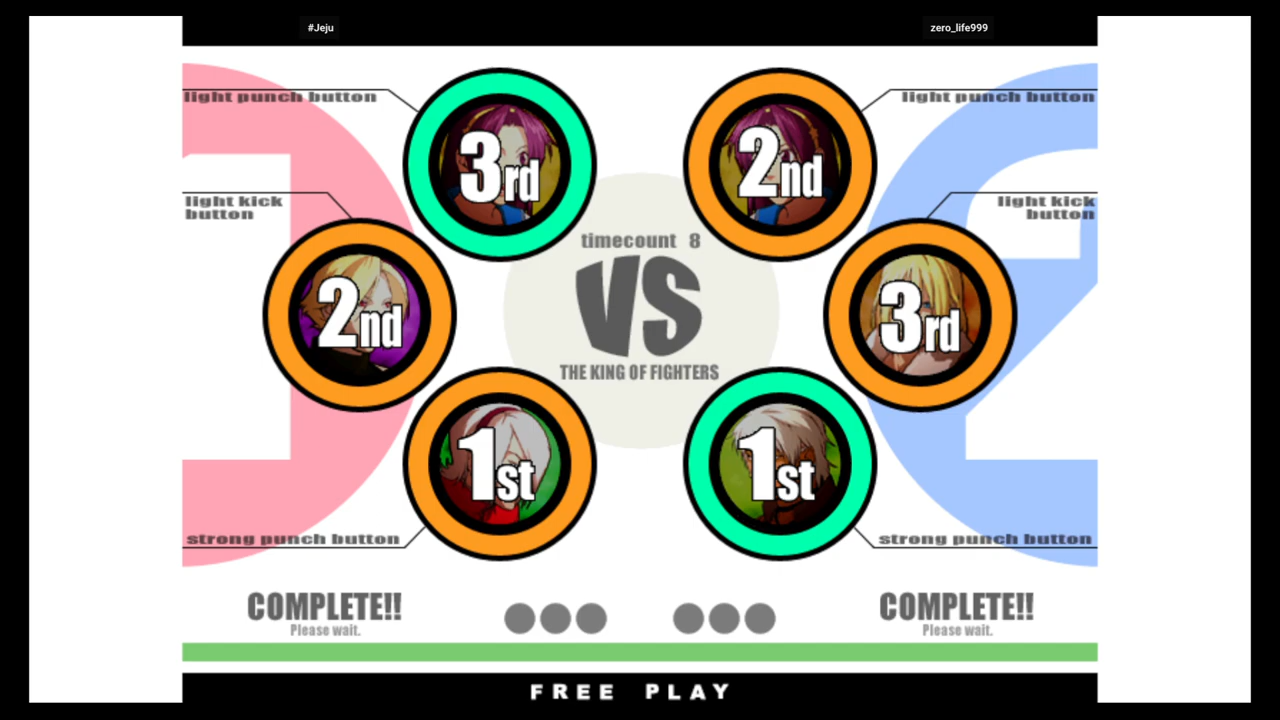 #Jeju
zero_life999
light punch button
light punch button
3rd
2nd
light kick
button
light kick
button
timecount 8
VS
THE KING OF FIGHTERS
2nd
3rd
1st
1st
strong punch button
strong punch button
COMPLETE!!
Please wait.
COMPLETE!!
Please wait.
FREE PLAY